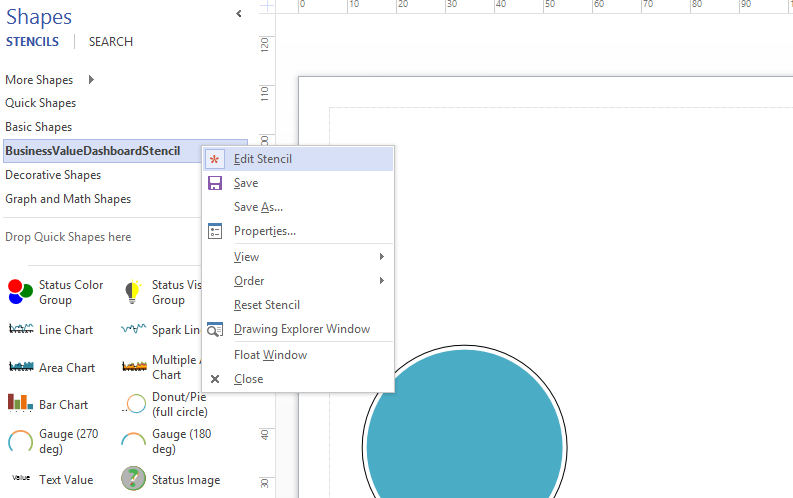 Shapes
STENCILS
SEARCH
More Shapes
Quick Shapes
Basic Shapes
BusinessValueDashboardStencil
Decorative Shapes
Graph and Math Shapes
Drop Quick Shapes here
Status Color
Group
Status Vis
Group
Line Chart
Spark Lin
Area Chart
Multiple A
Chart
Bar Chart
Donut/Pie
(full circle)
Gauge (270
deg)
Gauge (180
deg)
Value
Text Value
?
Status Image
Edit Stencil
Save
Save As...
Properties...
View
Order
Reset Stencil
Drawing Explorer Window
Float Window
Close
0 10 20 30 40 50 60 70 80 90
120
110
100
40
30